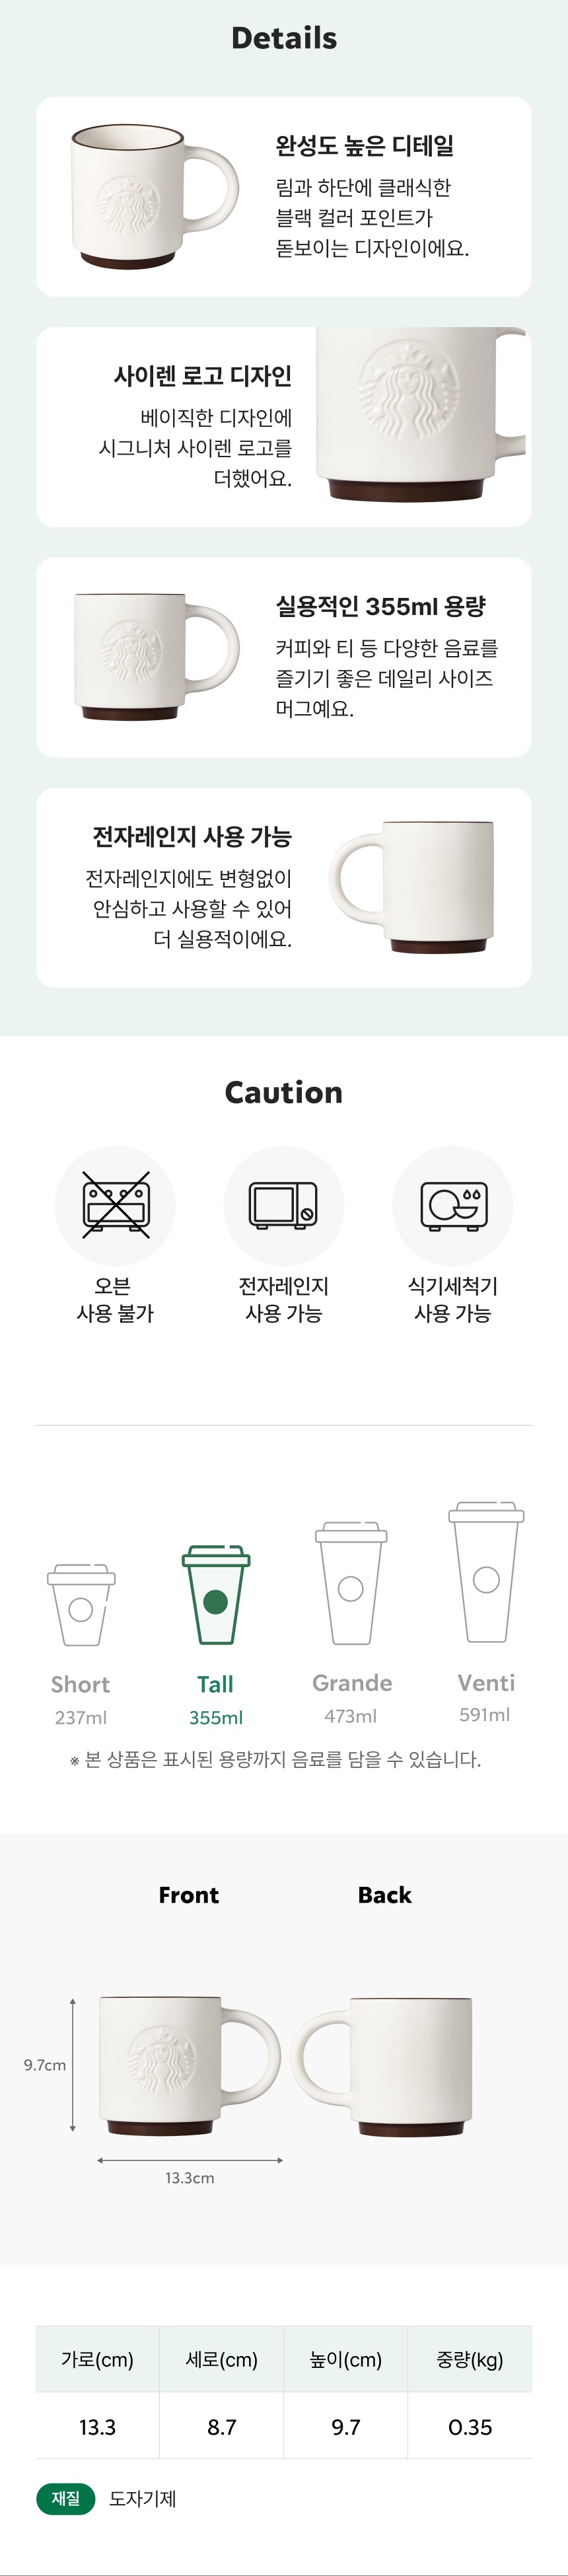 Details
완성도 높은 디테일
림과 하단에 클래식한
블랙 컬러 포인트가
돋보이는 디자인이에요.
사이렌 로고 디자인
베이직한 디자인에
시그니처 사이렌 로고를
더했어요.
실용적인 355ml 용량
커피와 티 등 다양한 음료를
즐기기 좋은 데일리 사이즈
머그예요.
전자레인지 사용 가능
전자레인지에도 변형없이
안심하고 사용할 수 있어
더 실용적이에요.
Caution
오븐
사용 불가
전자레인지
사용 가능
식기세척기
사용 가능
Short
237ml
Tall
355ml
Grande
473ml
Venti
591ml
※ 본 상품은 표시된 용량까지 음료를 담을 수 있습니다.
Front
Back
9.7cm
13.3cm
가로(cm) 세로(cm) 높이(cm) 중량(kg)
13.3 8.7 9.7 0.35
재질 도자기제